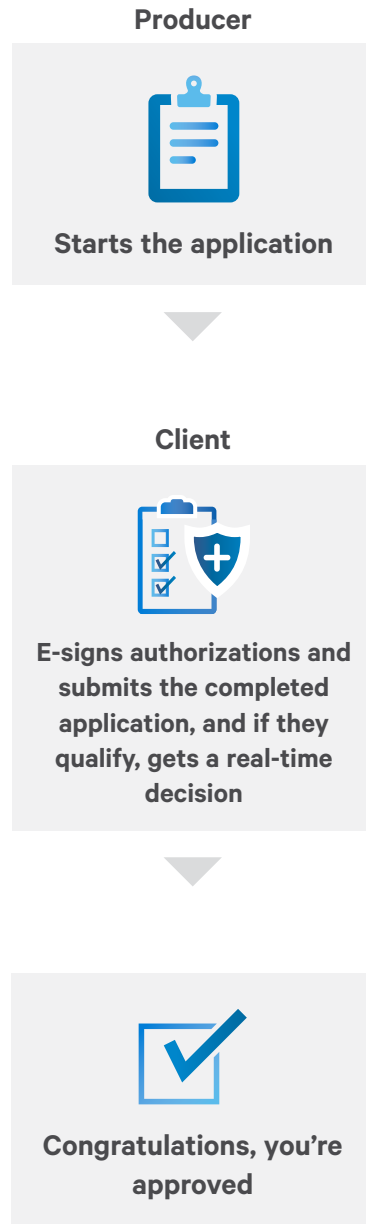 Producer
Starts the application
Client
E-signs authorizations and
submits the completed
application, and if they
qualify, gets a real-time
decision
Congratulations, you’re
approved